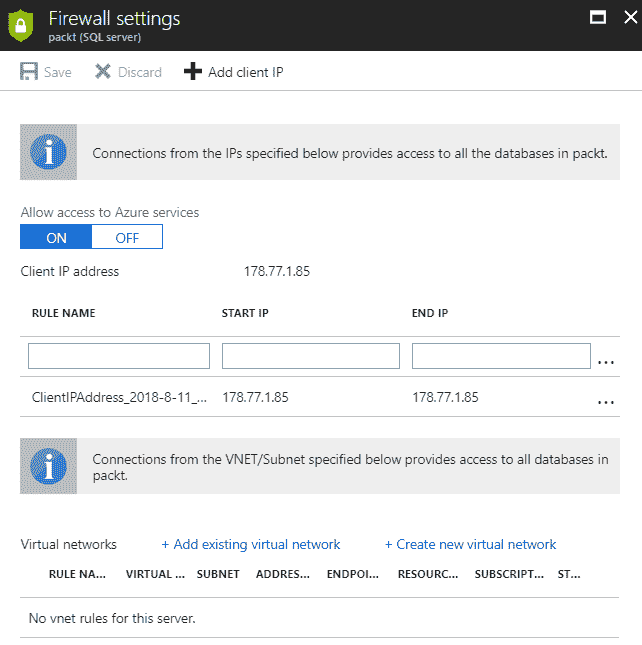 Firewall settings
packt (SQL server)
Save Discard Add client IP
Connections from the IPs specified below provides access to all the databases in packt.
Allow access to Azure services
ON OFF
Client IP address 178.77.1.85
RULE NAME START IP END IP
...
ClientIPAddress_2018-8-11_... 178.77.1.85 178.77.1.85 ...
Connections from the VNET/Subnet specified below provides access to all databases in
packt.
Virtual networks + Add existing virtual network + Create new virtual network
RULE NA... VIRTUAL ... SUBNET ADDRES... ENDPOI... RESOURC... SUBSCRIPT... ST...
No vnet rules for this server.